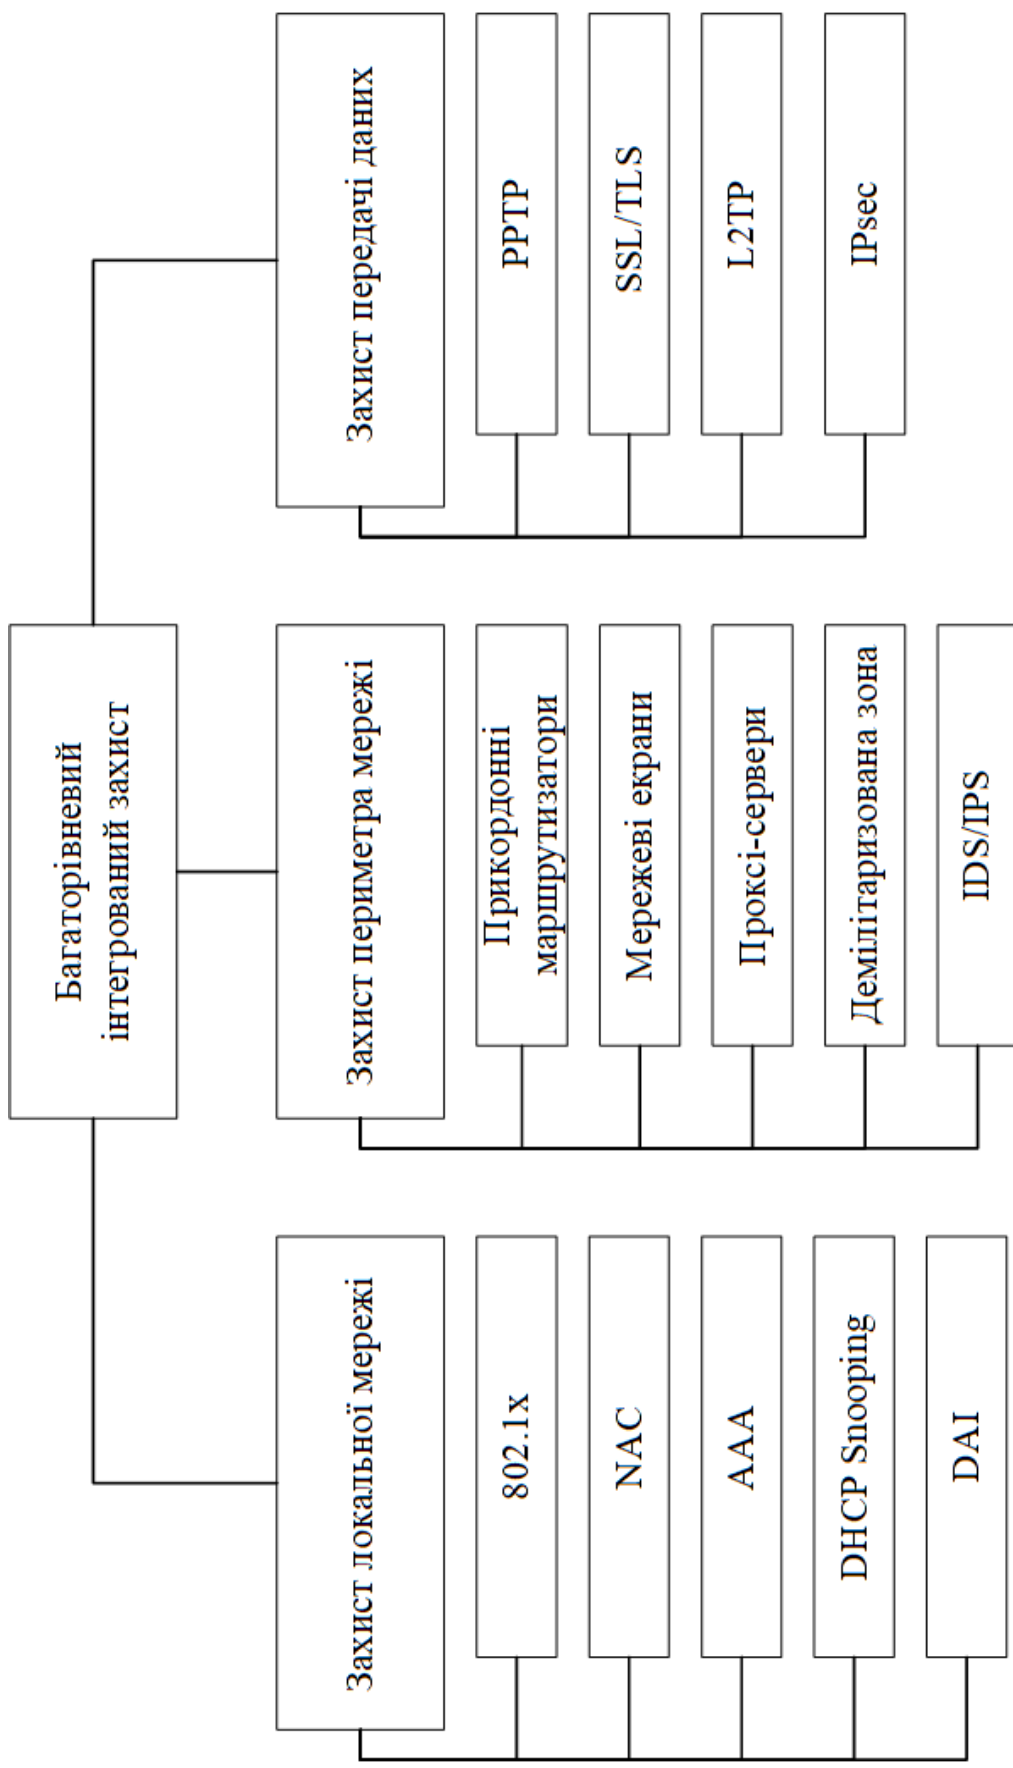 Багаторівневий
інтегрований захист
Захист локальної мережі
802.1x
NAC
AAA
DHCP Snooping
DAI
Захист периметра мережі
Прикордонні
маршрутизатори
Мережеві екрани
Проксі-сервери
Демілітаризована зона
IDS/IPS
Захист передачі даних
PPTP
SSL/TLS
L2TP
IPsec